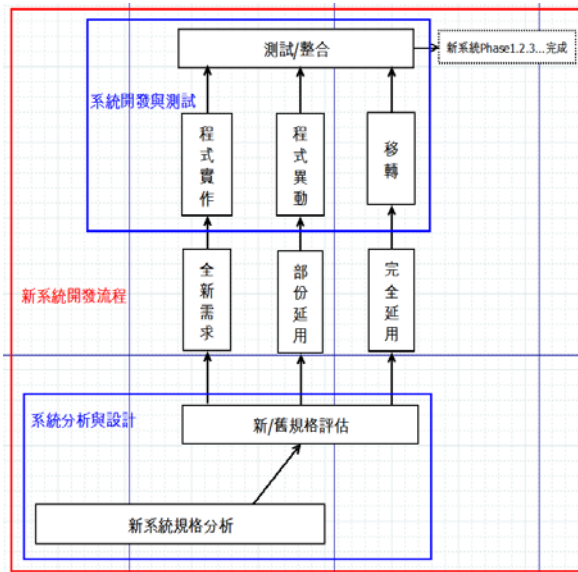 測試/整合
新系統Phase1.2.3...完成
系統開發與測試
程式實作
程式異動
移轉
全新需求
部份延用
完全延用
新系統開發流程
系統分析與設計
新/舊規格評估
新系統規格分析